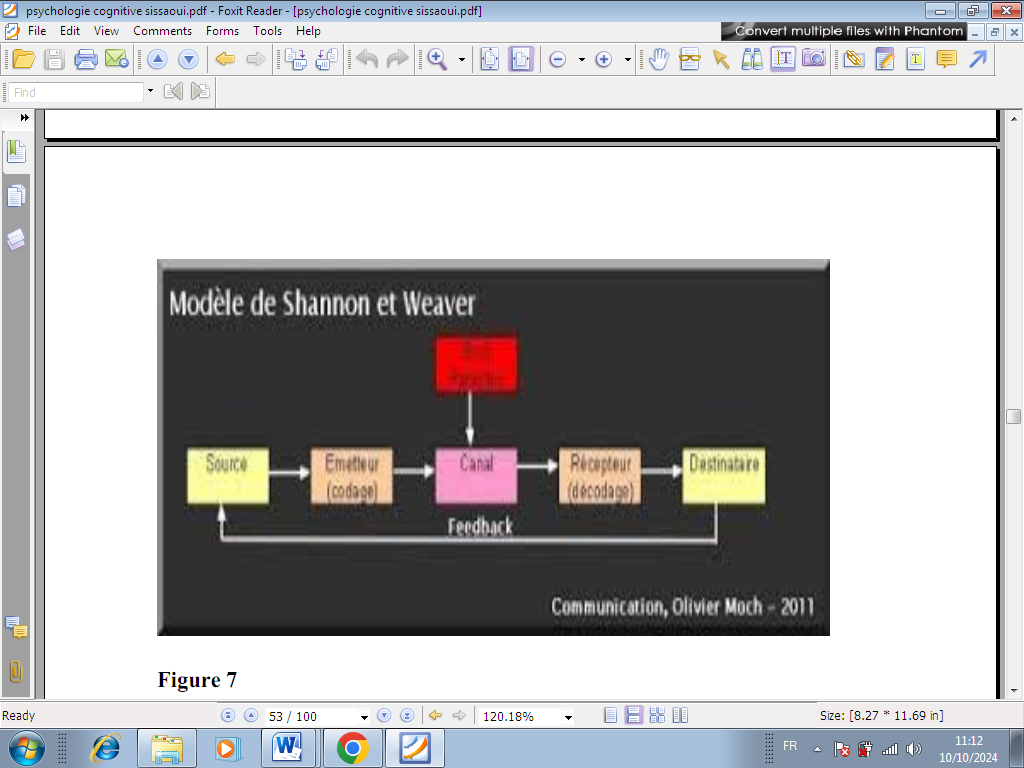 psychologie cognitive sissaoui.pdf - Foxit Reader - [psychologie cognitive sissaoui.pdf]
File Edit View Comments Forms Tools Help
Convert multiple files with Phantom
Find
Modèle de Shannon et Weaver
Source
Emetteur
(codage)
Canal
Récepteur
(décodage)
Destinataire
Feedback
Communication, Olivier Moch - 2011
Figure 7
Ready
53 / 100
120.18%
Size: [8.27 * 11.69 in]
FR
11:12
10/10/2024